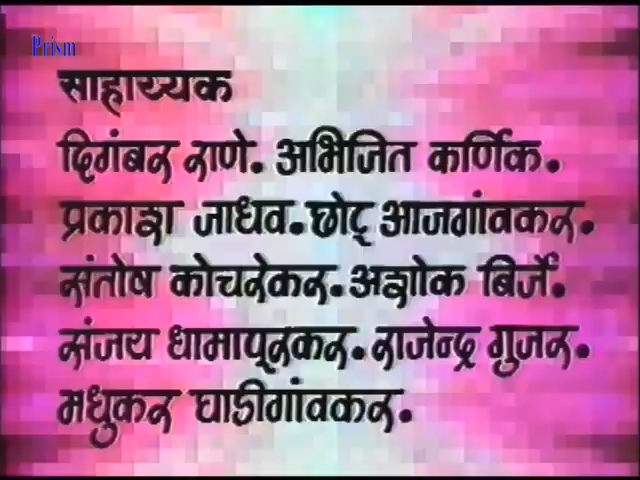 Prism
साहाय्यक
दिगंबर राणे. अभिजित कर्णिक.
प्रकाश जाधव. छोटू आजगांवकर.
संतोष कोचरेकर. अशोक बिर्जे.
संजय धामापूरकर. राजेन्द्र गुजर.
मधुकर घाडीगांवकर.